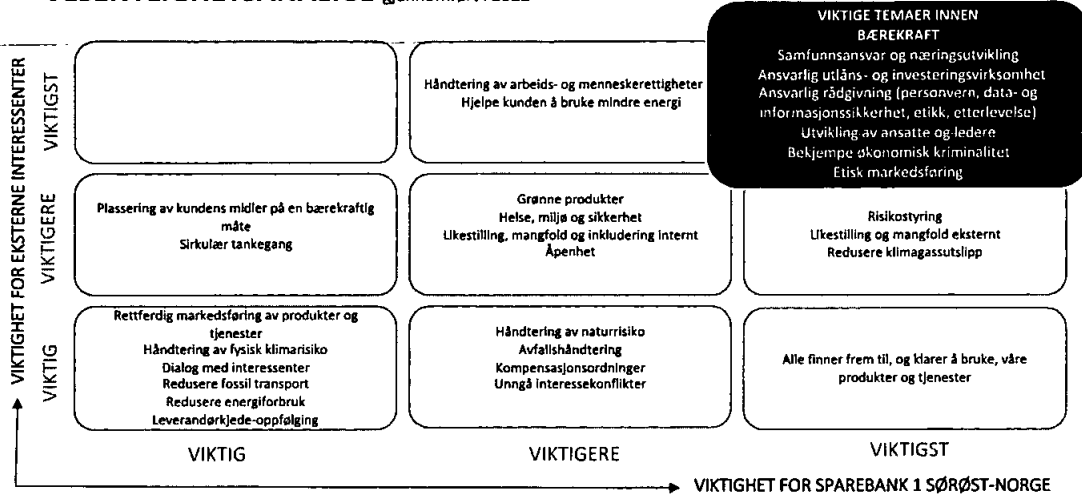 VIKTIGE TEMAER INNEN
BÆREKRAFT
Samfunnsansvar og næringsutvikling
Ansvarlig utlåns- og investeringsvirksomhet
Ansvarlig rådgivning (personvern, data- og
informasjonssikkerhet, etikk, etterlevelse)
Utvikling av ansatte og ledere
Bekjempe økonomisk kriminalitet
Etisk markedsføring
Håndtering av arbeids- og menneskerettigheter
Hjelpe kunden å bruke mindre energi
VIKTIGST
Plassering av kundens midler på en bærekraftig
måte
Sirkulær tankegang
Grønne produkter
Helse, miljø og sikkerhet
Likestilling, mangfold og inkludering internt
Åpenhet
Risikostyring
Likestilling og mangfold eksternt
Redusere klimagassutslipp
VIKTIGERE
Rettferdig markedsføring av produkter og
tjenester
Håndtering av fysisk klimarisiko
Dialog med interessenter
Redusere fossil transport
Redusere energiforbruk
Leverandørkjede-oppfølging
Håndtering av naturrisiko
Avfallshåndtering
Kompensasjonsordninger
Unngå interessekonflikter
Alle finner frem til, og klarer å bruke, våre
produkter og tjenester
VIKTIG
VIKTIGHET FOR EKSTERNE INTERESSENTER
VIKTIG
VIKTIGERE
VIKTIGST
VIKTIGHET FOR SPAREBANK 1 SØRØST-NORGE